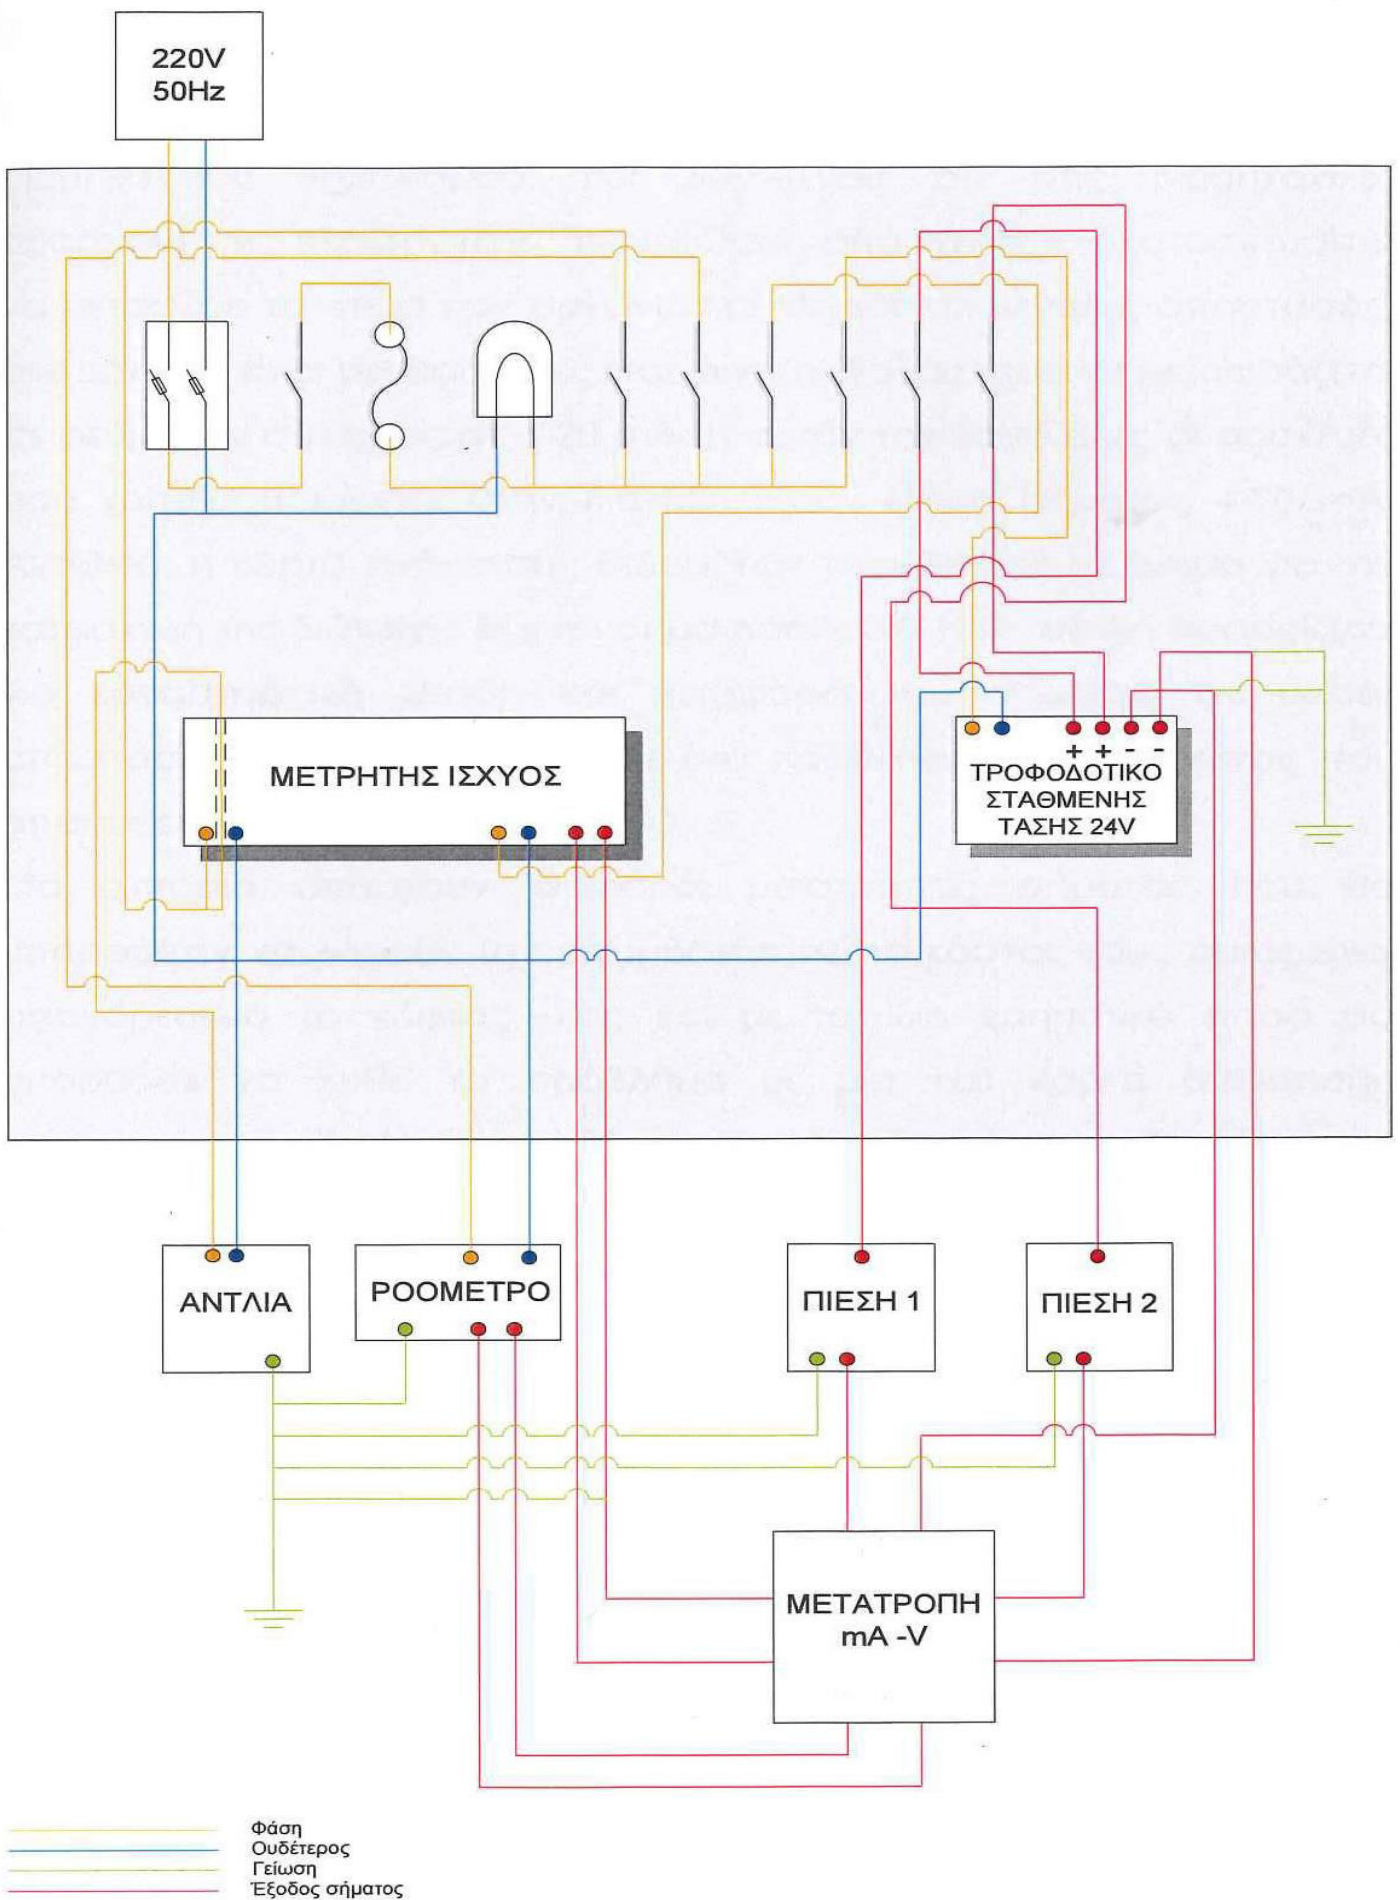 220V
50Hz
ΜΕΤΡΗΤΗΣ ΙΣΧΥΟΣ
+ + - -
ΤΡΟΦΟΔΟΤΙΚΟ
ΣΤΑΘΜΕΝΗΣ
ΤΑΣΗΣ 24V
ΑΝΤΛΙΑ
ΡΟΟΜΕΤΡΟ
ΠΙΕΣΗ 1
ΠΙΕΣΗ 2
ΜΕΤΑΤΡΟΠΗ
mA -V
Φάση
Ουδέτερος
Γείωση
Έξοδος σήματος